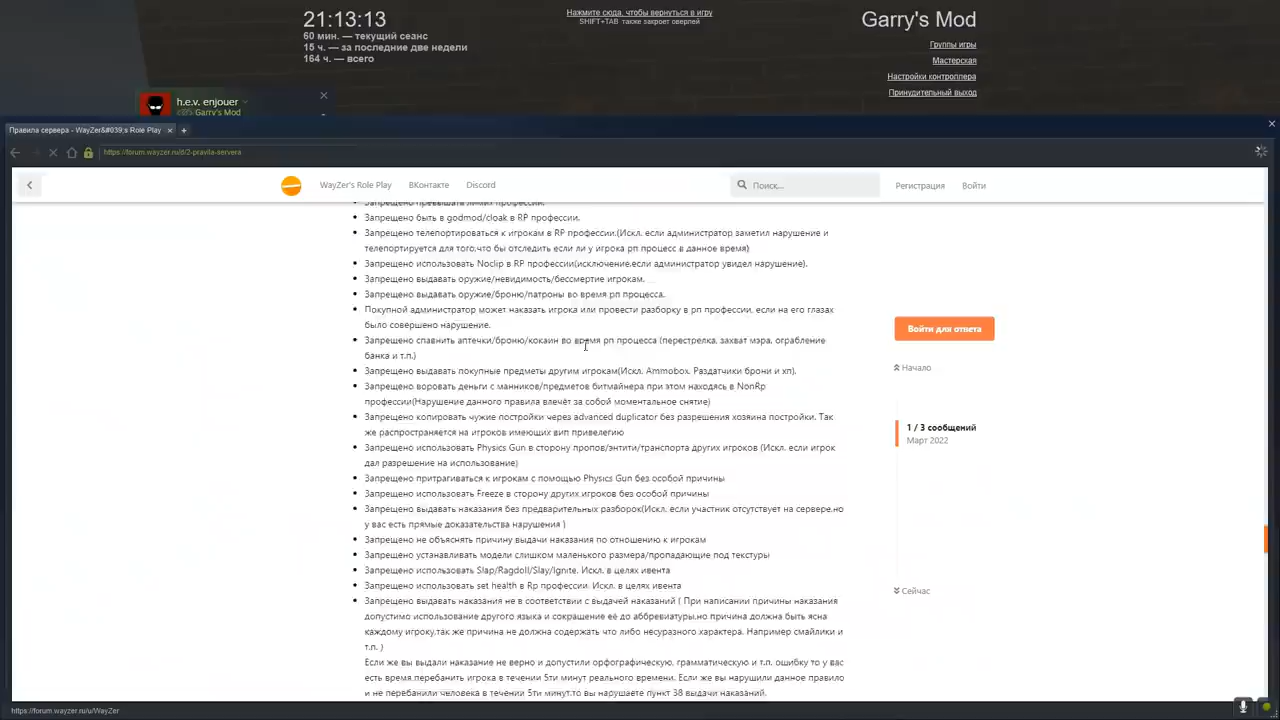 21:13:13
60 мин. — текущий сеанс
15 ч. — за последние две недели
164 ч. — всего
Нажмите сюда, чтобы вернуться в игру
SHIFT+TAB также закроет оверлей
Garry's Mod
Группы игры
Мастерская
Настройки контроллера
Принудительный выход
h.e.v. enjouer
Garry's Mod
Правила сервера - WayZer&#039;s Role Play
https://forum.wayzer.ru/d/2-pravila-servera
WayZer's Role Play
ВКонтакте
Discord
Поиск...
Регистрация
Войти
Запрещено превышать лимит профессий.
Запрещено быть в godmod/cloak в RP профессии.
Запрещено телепортироваться к игрокам в RP профессии.(Искл. если администратор заметил нарушение и
телепортируется для того,что бы отследить если ли у игрока рп процесс в данное время)
Запрещено использовать Noclip в RP профессии(исключение,если администратор увидел нарушение).
Запрещено выдавать оружие/невидимость/бессмертие игрокам.
Запрещено выдавать оружие/броню/патроны во время рп процесса.
Покупной администратор может наказать игрока или провести разборку в рп профессии, если на его глазах
было совершено нарушение.
Запрещено спавнить аптечки/броню/кокаин во время рп процесса (перестрелка, захват мэра, ограбление
банка и т.п.)
Запрещено выдавать покупные предметы другим игрокам(Искл. Ammobox. Раздатчики брони и хп).
Запрещено воровать деньги с манников/предметов битмайнера при этом находясь в NonRp
профессии(Нарушение данного правила влечёт за собой моментальное снятие)
Запрещено копировать чужие постройки через advanced duplicator без разрешения хозяина постройки. Так
же распространяется на игроков имеющих вип привелегию
Запрещено использовать Physics Gun в сторону пропов/энтити/транспорта других игроков (Искл. если игрок
дал разрешение на использование)
Запрещено притрагиваться к игрокам с помощью Physics Gun без особой причины
Запрещено использовать Freeze в сторону других игроков без особой причины
Запрещено выдавать наказания без предварительных разборок(Искл. если участник отсутствует на сервере,но
у вас есть прямые доказательства нарушения )
Запрещено не объяснять причину выдачи наказания по отношению к игрокам
Запрещено устанавливать модели слишком маленького размера/пропадающие под текстуры
Запрещено использовать Slap/Ragdoll/Slay/Ignite. Искл. в целях ивента
Запрещено использовать set health в Rp профессии. Искл. в целях ивента
Запрещено выдавать наказания не в соответствии с выдачей наказаний ( При написании причины наказания
допустимо использование другого языка и сокращение её до аббревиатуры,но причина должна быть ясна
каждому игроку,так же причина не должна содержать что либо несуразного характера. Например смайлики и
т.п. )
Если же вы выдали наказание не верно и допустили орфографическую, грамматическую и т.п. ошибку то у вас
есть время перебанить игрока в течении 5ти минут реального времени. Если же вы нарушили данное правило
и не перебанили человека в течении 5ти минут,то вы нарушаете пункт 38 выдачи наказаний.
Войти для ответа
Начало
1 / 3 сообщений
Март 2022
Сейчас
https://forum.wayzer.ru/u/WayZer